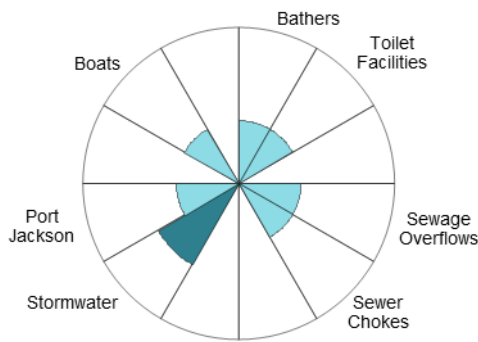 Bathers
Toilet
Facilities
Boats
Port
Jackson
Sewage
Overflows
Stormwater
Sewer
Chokes